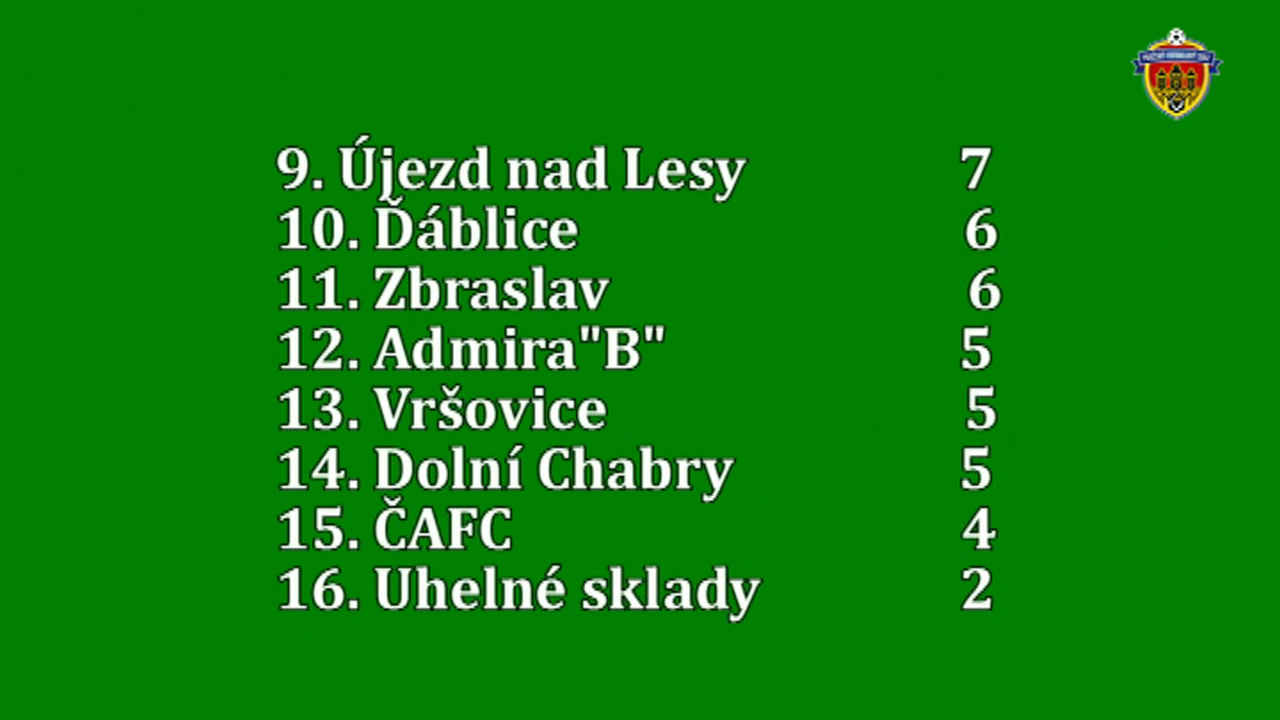 9. Újezd nad Lesy 7
10. Ďáblice 6
11. Zbraslav 6
12. Admira"B" 5
13. Vršovice 5
14. Dolní Chabry 5
15. ČAFC 4
16. Uhelné sklady 2